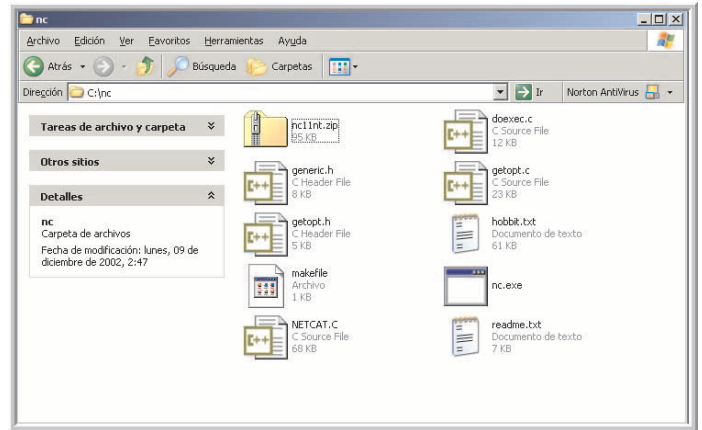 nc
Archivo Edición Ver Favoritos Herramientas Ayuda
Atrás Búsqueda Carpetas
Dirección C:\nc Ir Norton AntiVirus
Tareas de archivo y carpeta
Otros sitios
Detalles
nc
Carpeta de archivos
Fecha de modificación: lunes, 09 de
diciembre de 2002, 2:47
nc11nt.zip
95 KB
doexec.c
C Source File
12 KB
generic.h
C Header File
8 KB
getopt.c
C Source File
23 KB
getopt.h
C Header File
5 KB
hobbit.txt
Documento de texto
61 KB
makefile
Archivo
1 KB
nc.exe
NETCAT.C
C Source File
68 KB
readme.txt
Documento de texto
7 KB